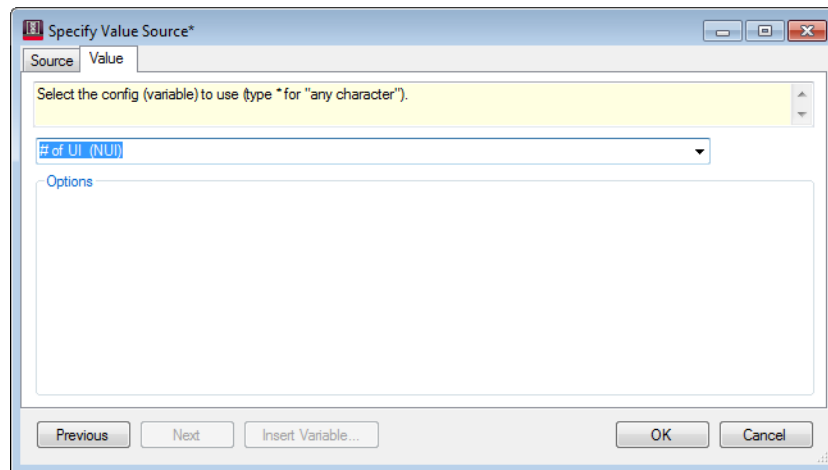 Specify Value Source*
Source Value
Select the config (variable) to use (type * for "any character").
# of UI (NUI)
Options
Previous Next Insert Variable... OK Cancel